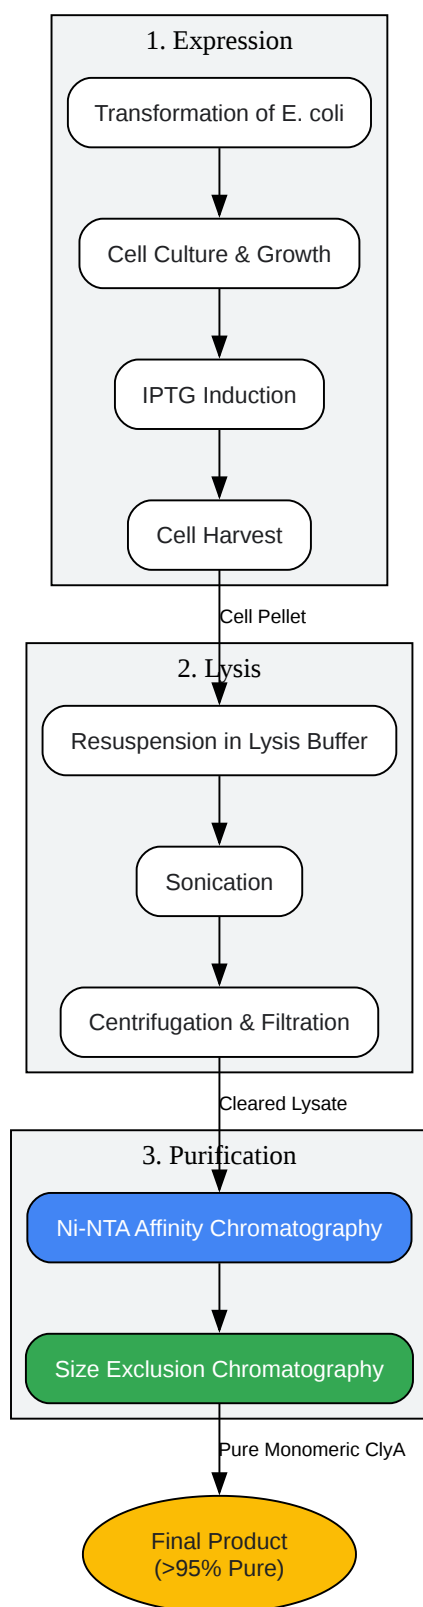 1. Expression
Transformation of E. coli
Cell Culture & Growth
IPTG Induction
Cell Harvest
Cell Pellet
2. Lysis
Resuspension in Lysis Buffer
Sonication
Centrifugation & Filtration
Cleared Lysate
3. Purification
Ni-NTA Affinity Chromatography
Size Exclusion Chromatography
Pure Monomeric ClyA
Final Product
(>95% Pure)